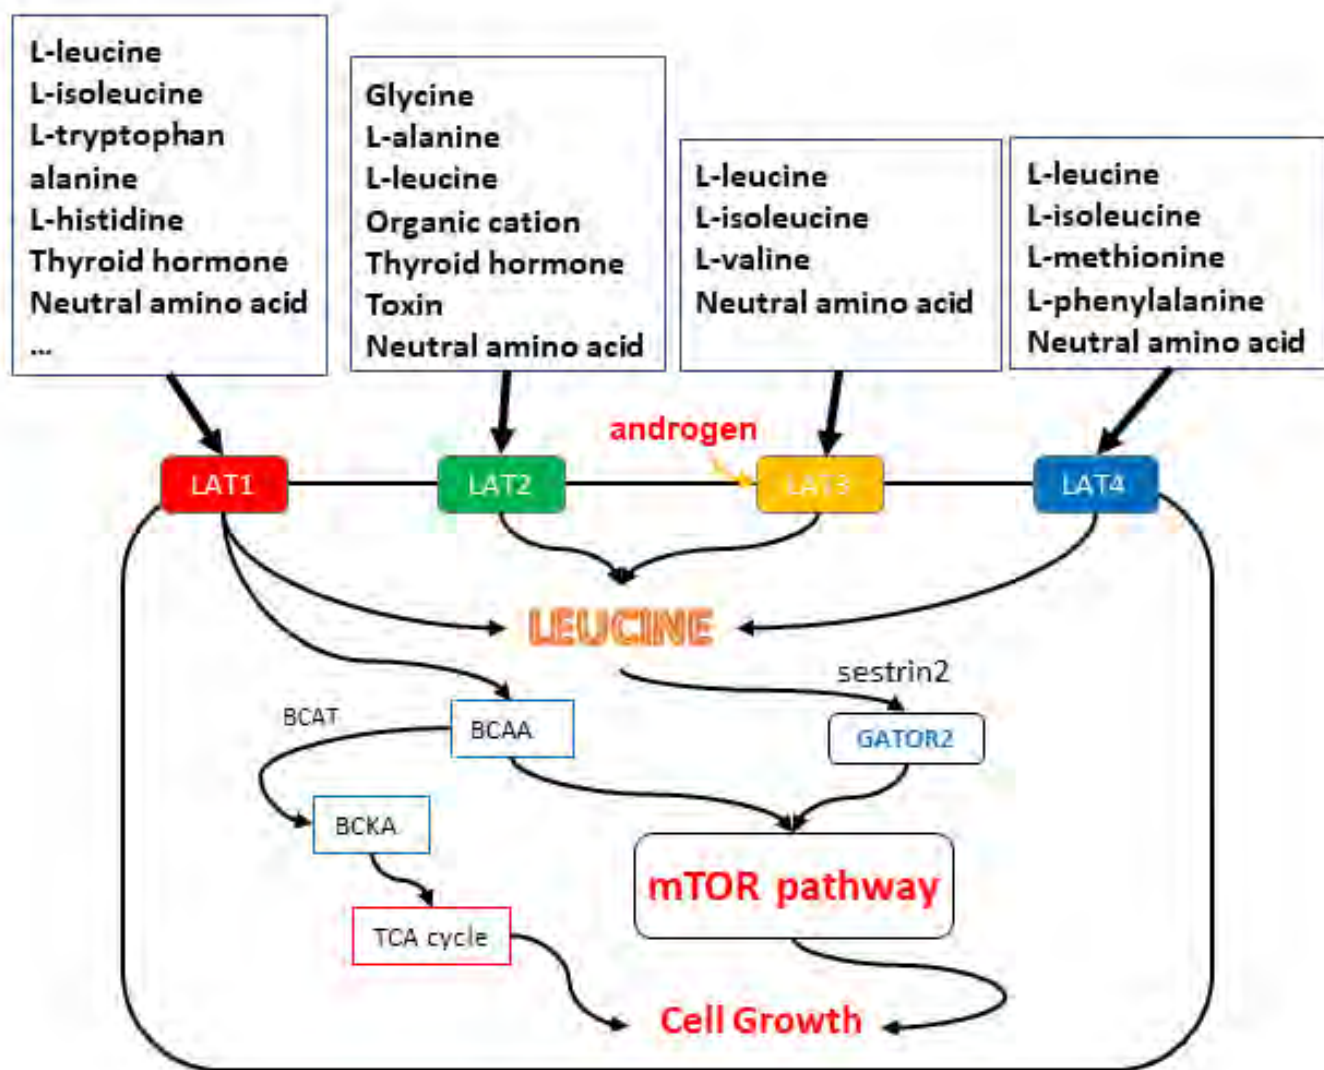 L-leucine
L-isoleucine
L-tryptophan
alanine
L-histidine
Thyroid hormone
Neutral amino acid
...
Glycine
L-alanine
L-leucine
Organic cation
Thyroid hormone
Toxin
Neutral amino acid
L-leucine
L-isoleucine
L-valine
Neutral amino acid
L-leucine
L-isoleucine
L-methionine
L-phenylalanine
Neutral amino acid
androgen
LAT1
LAT2
LAT3
LAT4
LEUCINE
sestrin2
BCAT
BCAA
GATOR2
BCKA
mTOR pathway
TCA cycle
Cell Growth